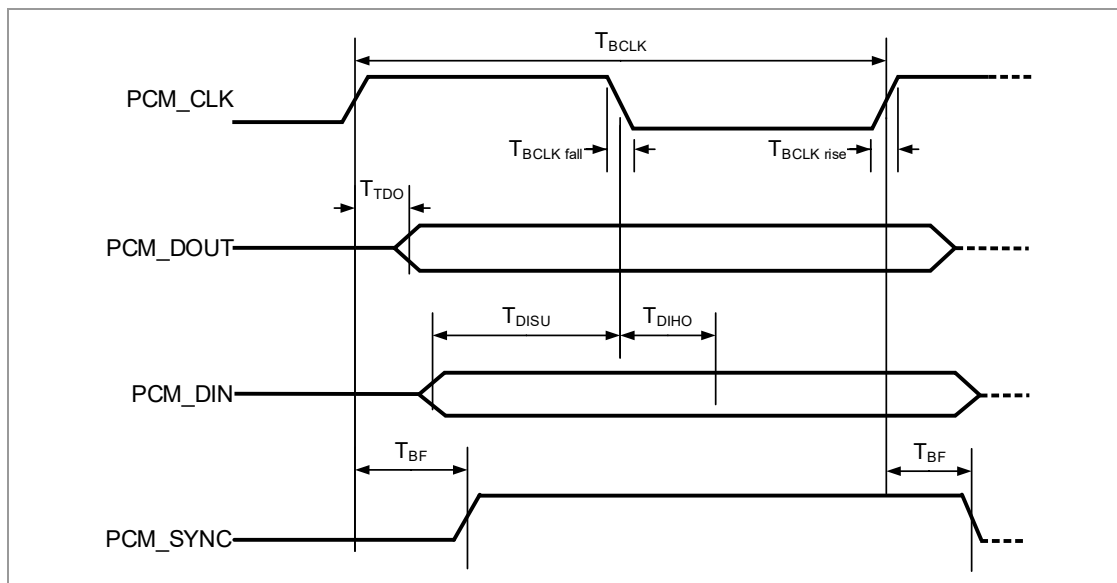 T_BCLK
PCM_CLK
T_BCLK fall
T_BCLK rise
T_TDO
PCM_DOUT
T_DISU
T_DIHO
PCM_DIN
T_BF
T_BF
PCM_SYNC